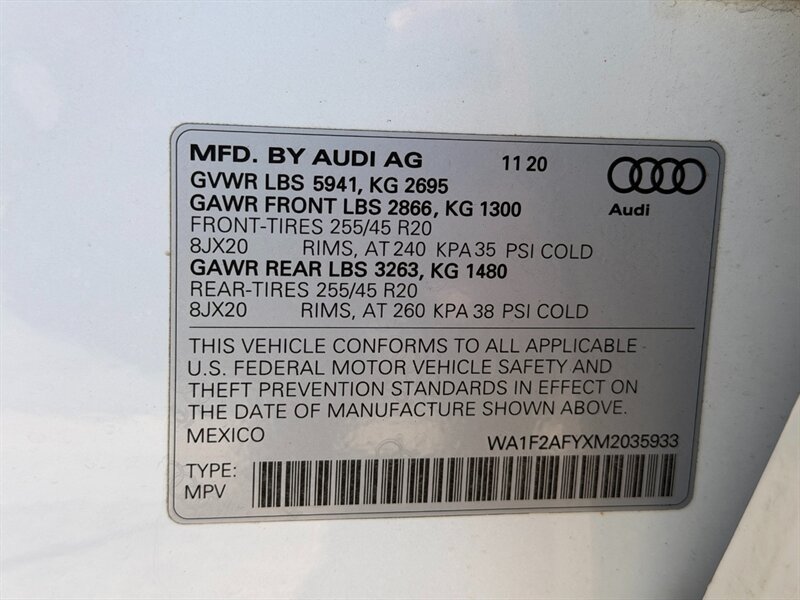 MFD. BY AUDI AG 11 20
GVWR LBS 5941, KG 2695
GAWR FRONT LBS 2866, KG 1300
Audi
FRONT-TIRES 255/45 R20
8JX20 RIMS, AT 240 KPA 35 PSI COLD
GAWR REAR LBS 3263, KG 1480
REAR-TIRES 255/45 R20
8JX20 RIMS, AT 260 KPA 38 PSI COLD
THIS VEHICLE CONFORMS TO ALL APPLICABLE
U.S. FEDERAL MOTOR VEHICLE SAFETY AND
THEFT PREVENTION STANDARDS IN EFFECT ON
THE DATE OF MANUFACTURE SHOWN ABOVE.
MEXICO WA1F2AFYXM2035933
TYPE:
MPV